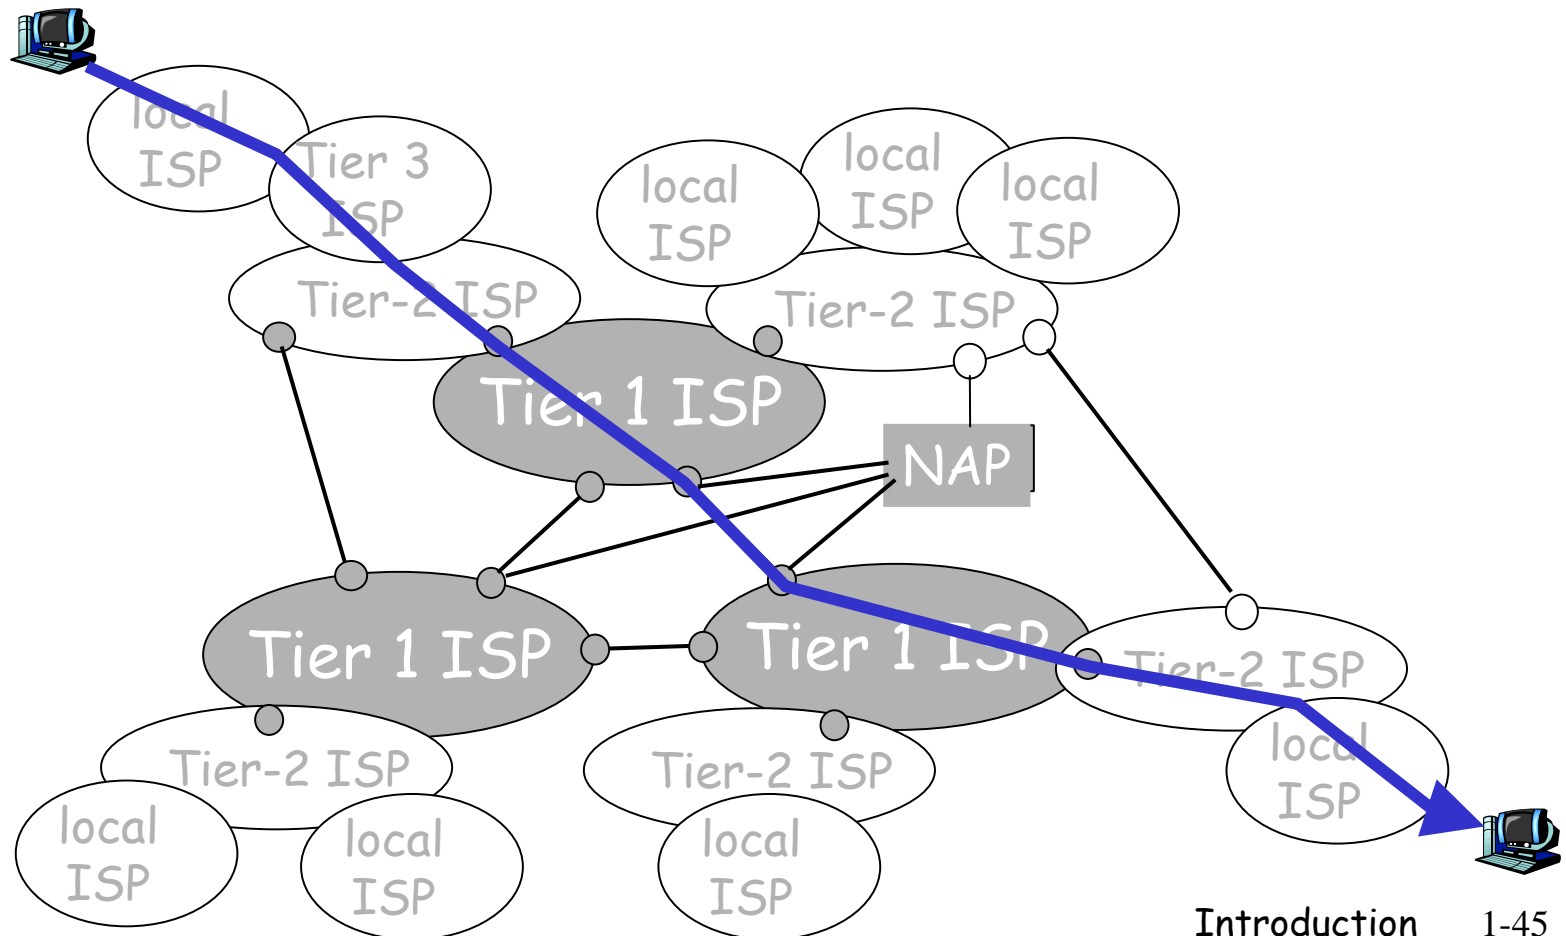 local
ISP
Tier 3
ISP
local
ISP
local
ISP
local
ISP
Tier-2 ISP
Tier-2 ISP
Tier 1 ISP
NAP
Tier 1 ISP
Tier 1 ISP
Tier-2 ISP
local
ISP
Tier-2 ISP
Tier-2 ISP
local
ISP
local
ISP
local
ISP
Introduction 1-45